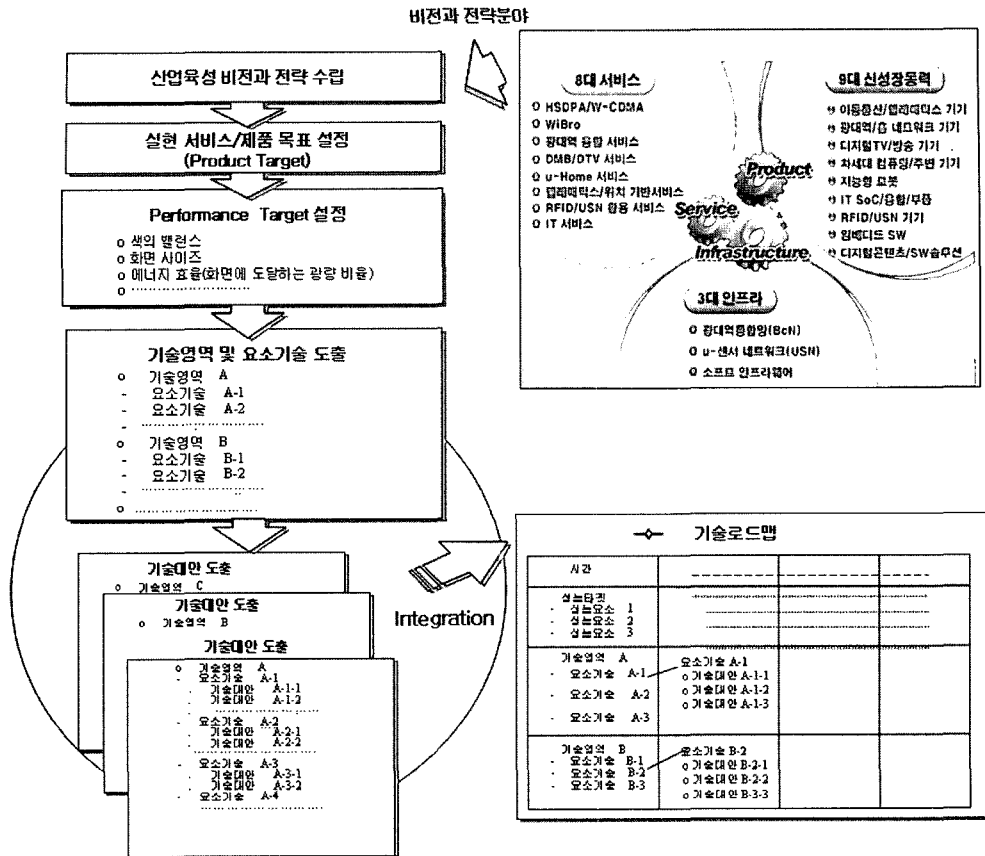 비전과 전략분야
산업육성 비전과 전략 수립
실현 서비스/제품 목표 설정
(Product Target)
Performance Target 설정
o 색의 밸런스
o 화면 사이즈
o 에너지 효율(화면에 도달하는 광량 비율)
o ························
기술영역 및 요소기술 도출
o 기술영역 A
- 요소기술 A-1
- 요소기술 A-2
- ························
o 기술영역 B
- 요소기술 B-1
- 요소기술 B-2
- ························
o ························
기술대안 도출
o 기술영역 C
기술대안 도출
o 기술영역 B
기술대안 도출
o 기술영역 A
- 요소기술 A-1
. 기술대안 A-1-1
. 기술대안 A-1-2
························
- 요소기술 A-2
. 기술대안 A-2-1
. 기술대안 A-2-2
························
- 요소기술 A-3
. 기술대안 A-3-1
. 기술대안 A-3-2
- 요소기술 A-4
························
Integration
8대 서비스
o HSDPA/W-CDMA
o WiBro
o 광대역 융합 서비스
o DMB/DTV 서비스
o u-Home 서비스
o 텔레매틱스/위치 기반서비스
o RFID/USN 활용 서비스
o IT 서비스
9대 신성장동력
이동통신/텔레매틱스 기기
광대역/홈 네트워크 기기
디지털TV/방송 기기
차세대 컴퓨팅/주변 기기
지능형 로봇
IT SoC/융합/부품
RFID/USN 기기
임베디드 SW
디지털콘텐츠/SW솔루션
Product
Service
Infrastructure
3대 인프라
o 광대역통합망(BcN)
o u-센서 네트워크(USN)
o 소프트 인프라웨어
기술로드맵
시간
성능타겟
- 성능요소 1
- 성능요소 2
- 성능요소 3
기술영역 A
- 요소기술 A-1
- 요소기술 A-2
- 요소기술 A-3
요소기술 A-1
o 기술대안 A-1-1
o 기술대안 A-1-2
o 기술대안 A-1-3
기술영역 B
- 요소기술 B-1
- 요소기술 B-2
- 요소기술 B-3
요소기술 B-2
o 기술대안 B-2-1
o 기술대안 B-2-2
o 기술대안 B-3-3